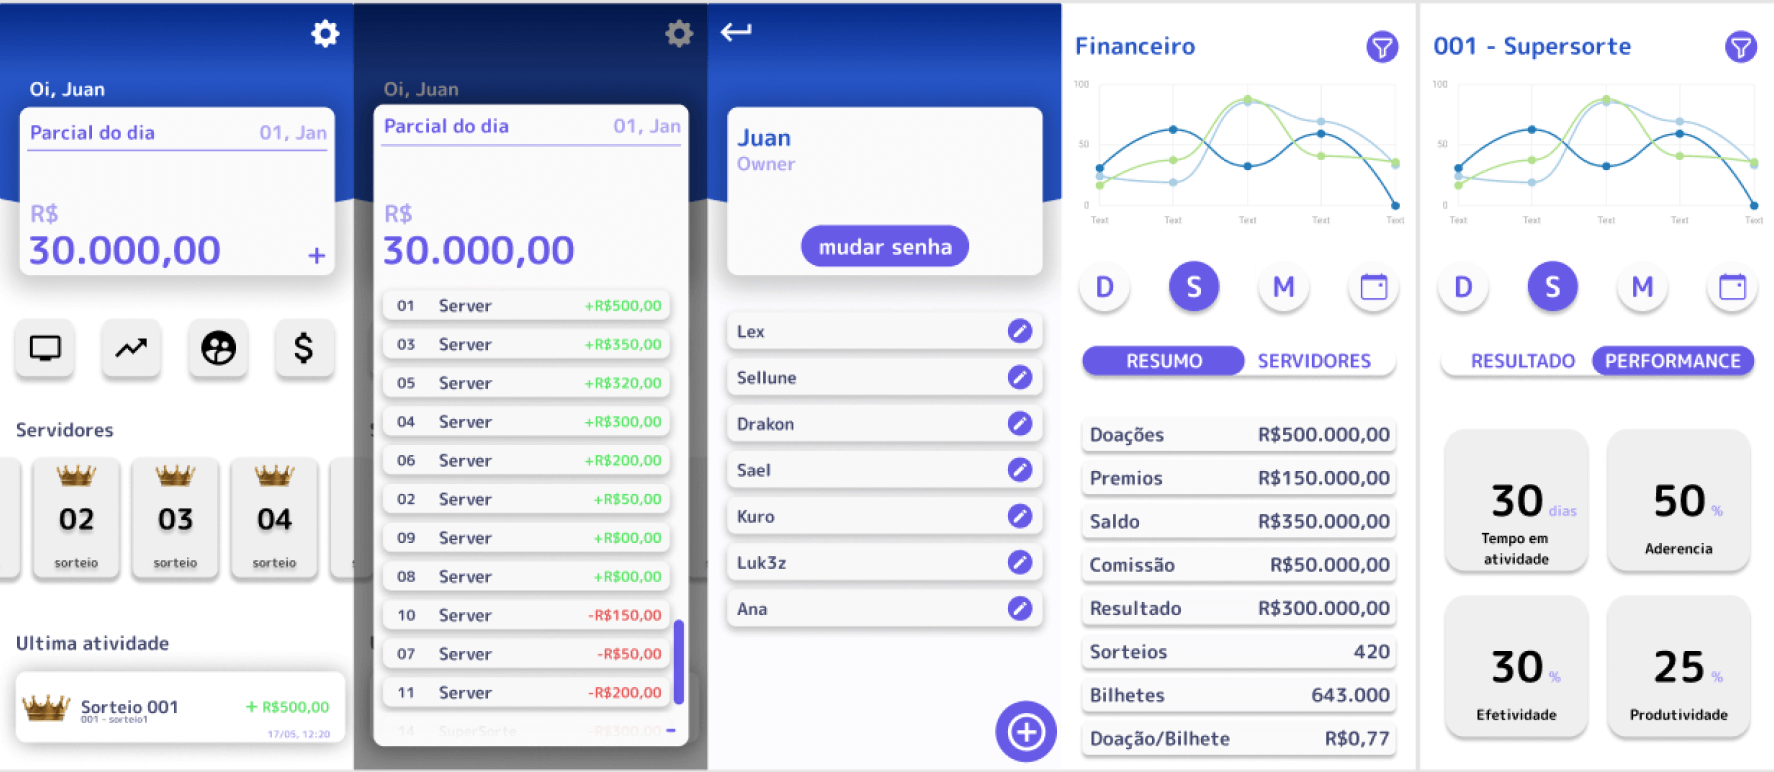 Oi, Juan
Parcial do dia 01, Jan
R$
30.000,00 +
Servidores
02
sorteio
03
sorteio
04
sorteio
Ultima atividade
Sorteio 001 + R$500,00
001 - sorteio1
17/05, 12:20
Oi, Juan
Parcial do dia 01, Jan
R$
30.000,00
01 Server +R$500,00
03 Server +R$350,00
05 Server +R$320,00
04 Server +R$300,00
06 Server +R$200,00
02 Server +R$50,00
09 Server +R$00,00
08 Server +R$00,00
10 Server -R$150,00
07 Server -R$50,00
11 Server -R$200,00
14 SuperSorte -R$300,00
Juan
Owner
mudar senha
Lex
Sellune
Drakon
Sael
Kuro
Luk3z
Ana
Financeiro
100
50
0
Text Text Text Text Text
D S M
RESUMO SERVIDORES
Doações R$500.000,00
Premios R$150.000,00
Saldo R$350.000,00
Comissão R$50.000,00
Resultado R$300.000,00
Sorteios 420
Bilhetes 643.000
Doação/Bilhete R$0,77
001 - Supersorte
100
50
0
Text Text Text Text Text
D S M
RESULTADO PERFORMANCE
30 dias
Tempo em
atividade
50 %
Aderencia
30 %
Efetividade
25 %
Produtividade